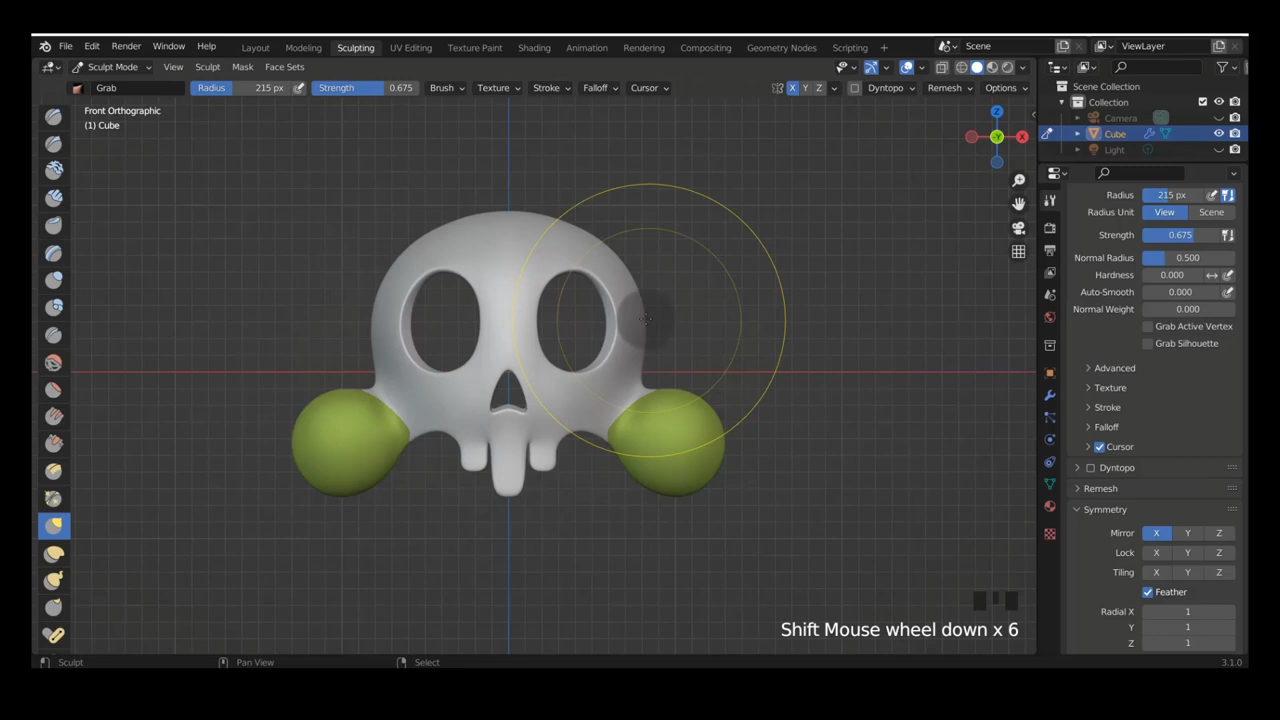 File Edit Render Window Help Layout Modeling Sculpting UV Editing Texture Paint Shading Animation Rendering Compositing Geometry Nodes Scripting + Scene ViewLayer
Sculpt Mode View Sculpt Mask Face Sets
Grab Radius 215 px Strength 0.675 Brush Texture Stroke Falloff Cursor X Y Z Dyntopo Remesh Options
Front Orthographic
(1) Cube
Z
X
-Y
Scene Collection
Collection
Camera
Cube
Light
Radius 215 px
Radius Unit View Scene
Strength 0.675
Normal Radius 0.500
Hardness 0.000
Auto-Smooth 0.000
Normal Weight 0.000
Grab Active Vertex
Grab Silhouette
Advanced
Texture
Stroke
Falloff
Cursor
Dyntopo
Remesh
Symmetry
Mirror X Y Z
Lock X Y Z
Tiling X Y Z
Feather
Radial X 1
Y 1
Z 1
Shift Mouse wheel down x 6
Sculpt Pan View Select 3.1.0